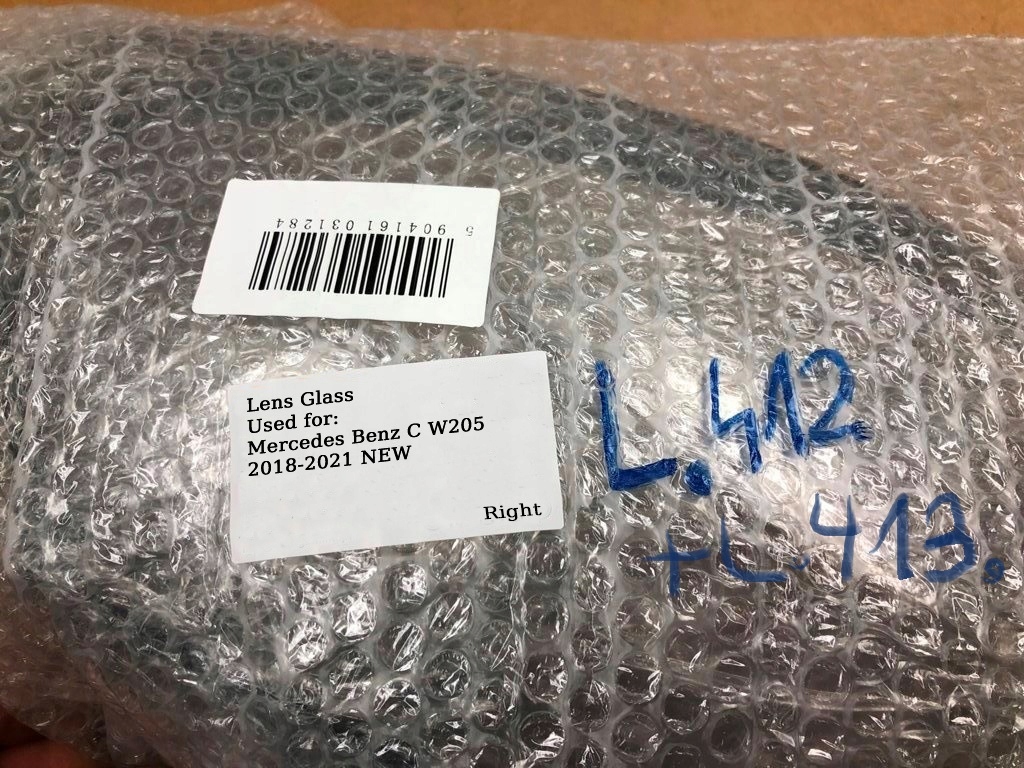 5 904161 031284
Lens Glass
Used for:
Mercedes Benz C W205
2018-2021 NEW
Right
L.412
+L.413.